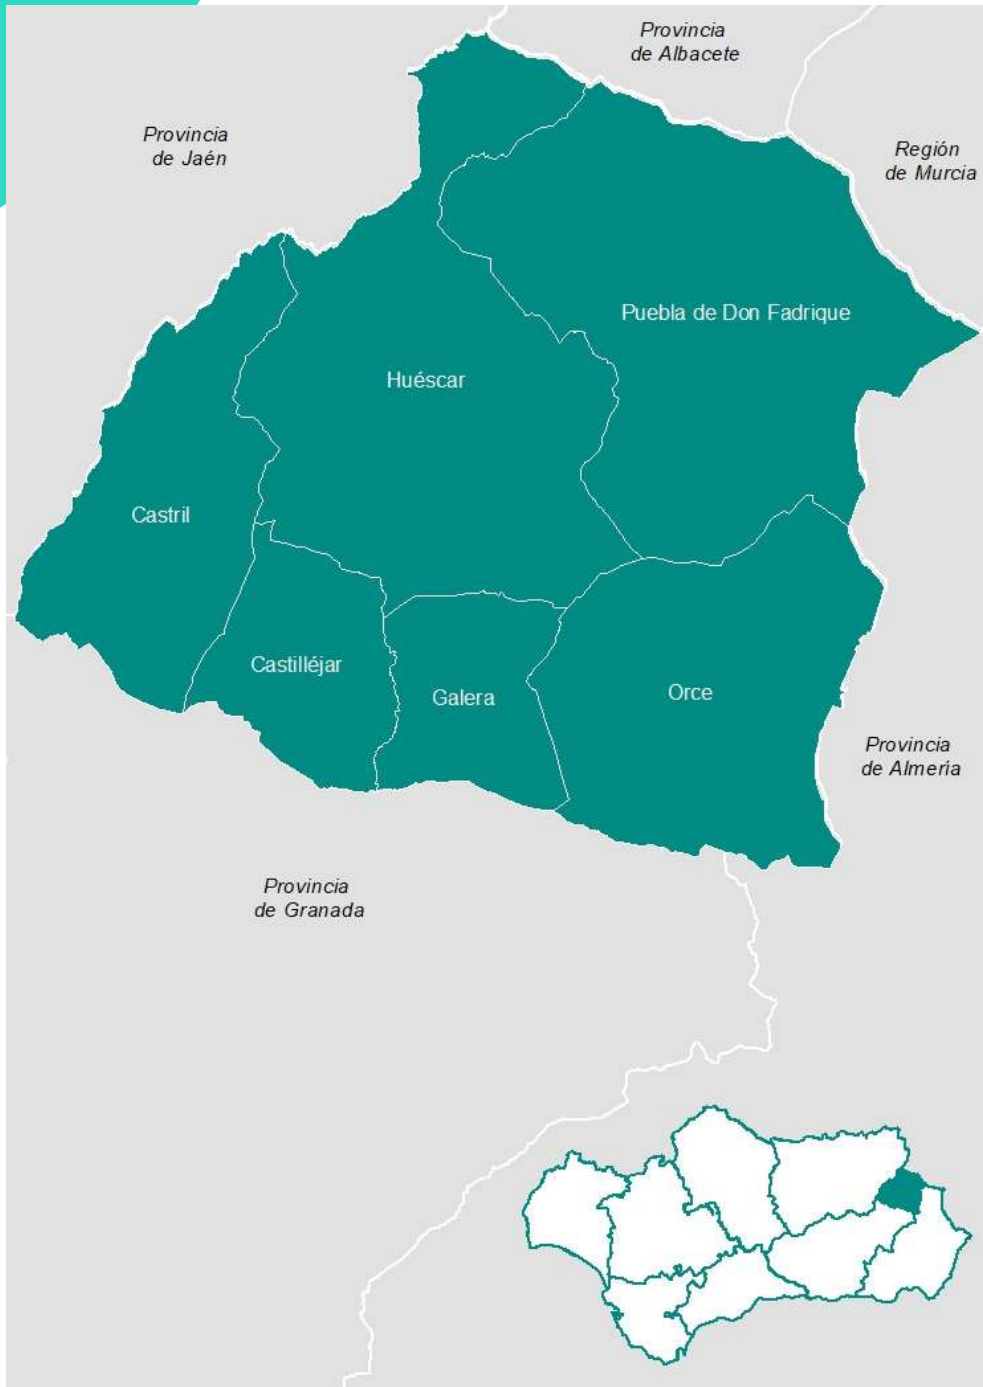 Provincia
de Albacete
Provincia
de Jaén
Región
de Murcia
Puebla de Don Fadrique
Huéscar
Castril
Castilléjar
Galera
Orce
Provincia
de Almería
Provincia
de Granada